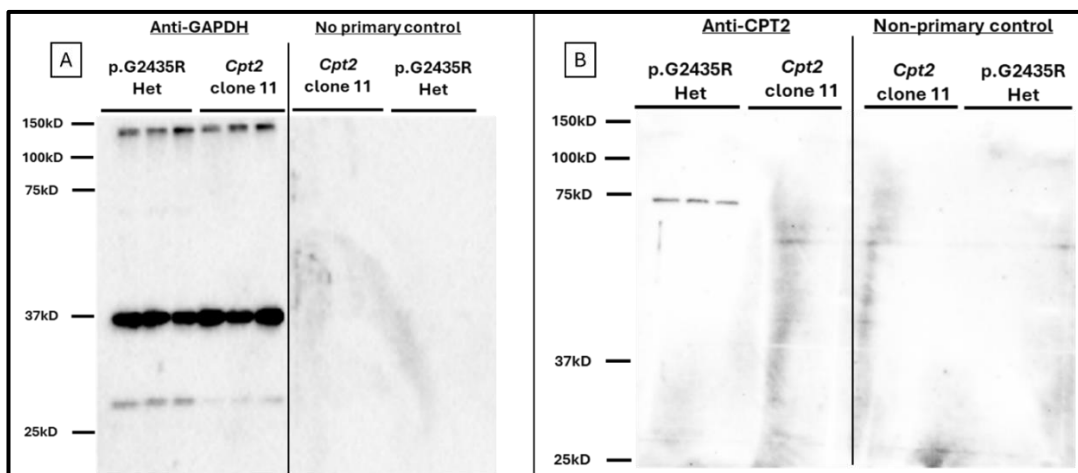 A
Anti-GAPDH
No primary control
p.G2435R
Het
Cpt2
clone 11
Cpt2
clone 11
p.G2435R
Het
150kD
100kD
75kD
37kD
25kD
B
Anti-CPT2
Non-primary control
p.G2435R
Het
Cpt2
clone 11
Cpt2
clone 11
p.G2435R
Het
150kD
100kD
75kD
37kD
25kD